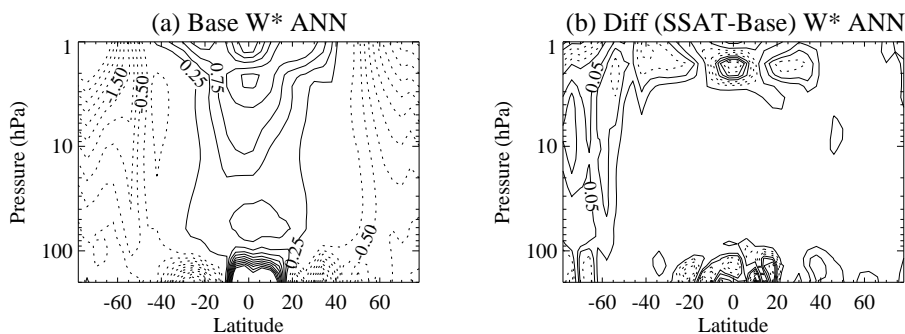 (a) Base W* ANN
(b) Diff (SSAT-Base) W* ANN
Pressure (hPa)
1
10
100
-1.50
-0.50
0.25
0.75
0.25
-0.50
-60 -40 -20 0 20 40 60
Latitude
Pressure (hPa)
1
10
100
0.05
0.05
-60 -40 -20 0 20 40 60
Latitude